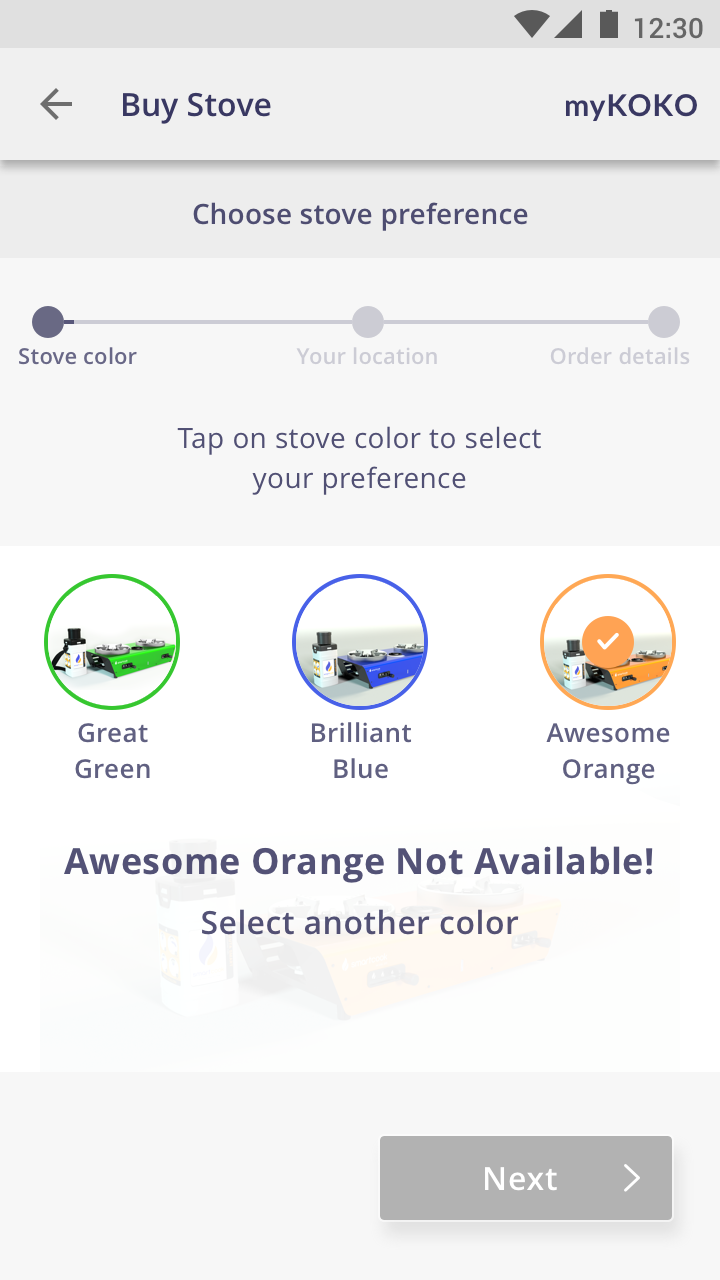 12:30
Buy Stove
myKOKO
Choose stove preference
Stove color
Your location
Order details
Tap on stove color to select
your preference
Great
Green
Brilliant
Blue
Awesome
Orange
Awesome Orange Not Available!
Select another color
Next